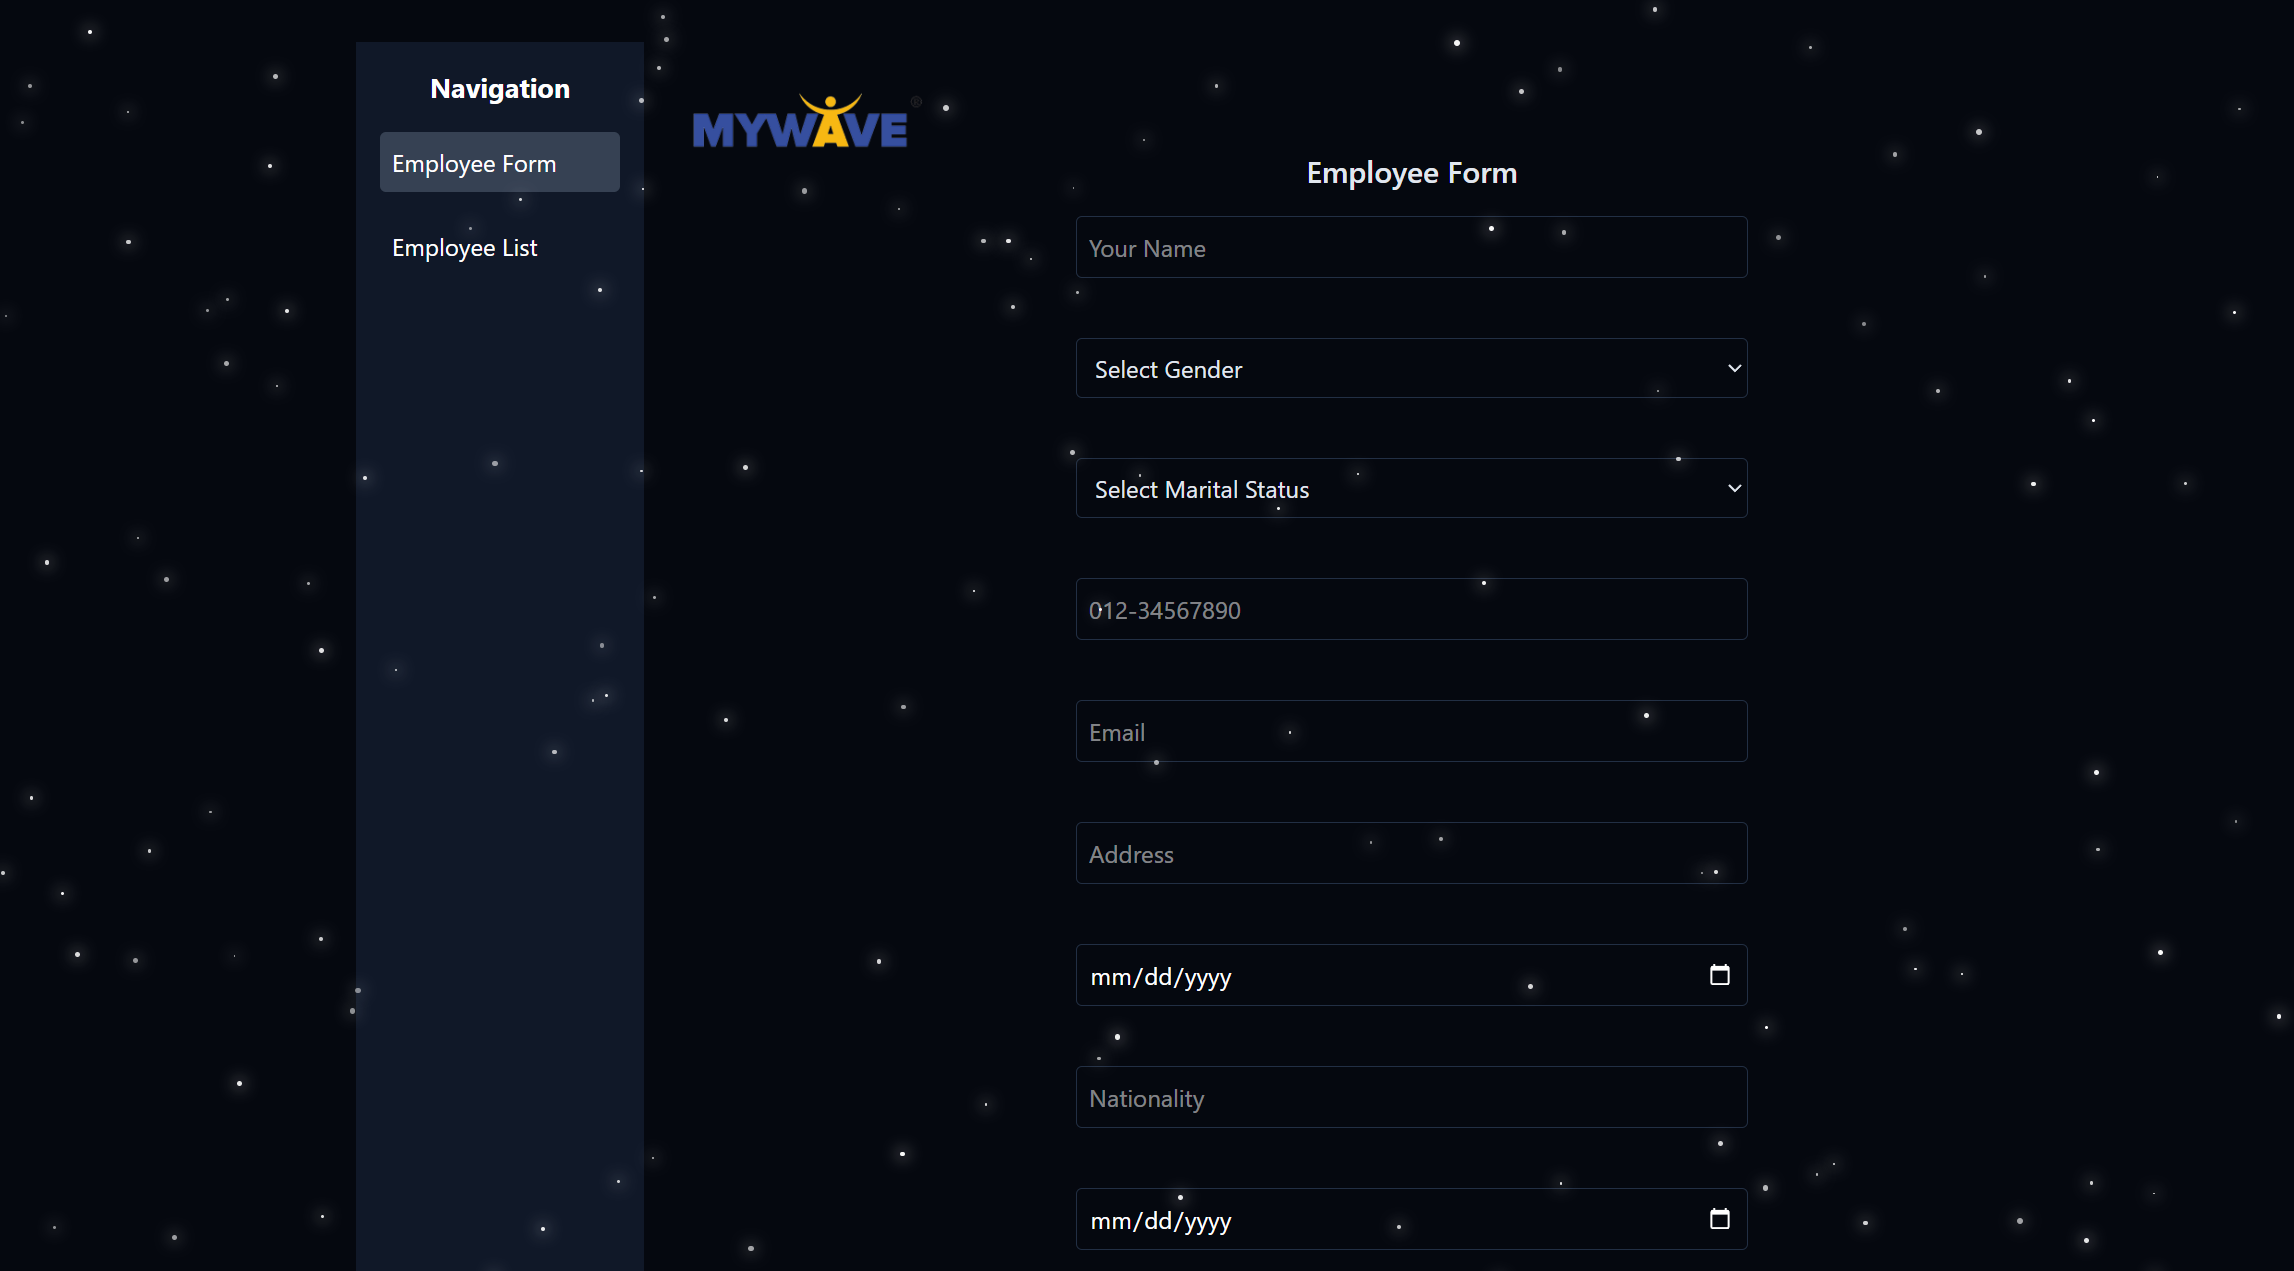 Navigation
Employee Form
Employee List
MYWAVE®
Employee Form
Your Name
Select Gender
Select Marital Status
012-34567890
Email
Address
mm/dd/yyyy
Nationality
mm/dd/yyyy